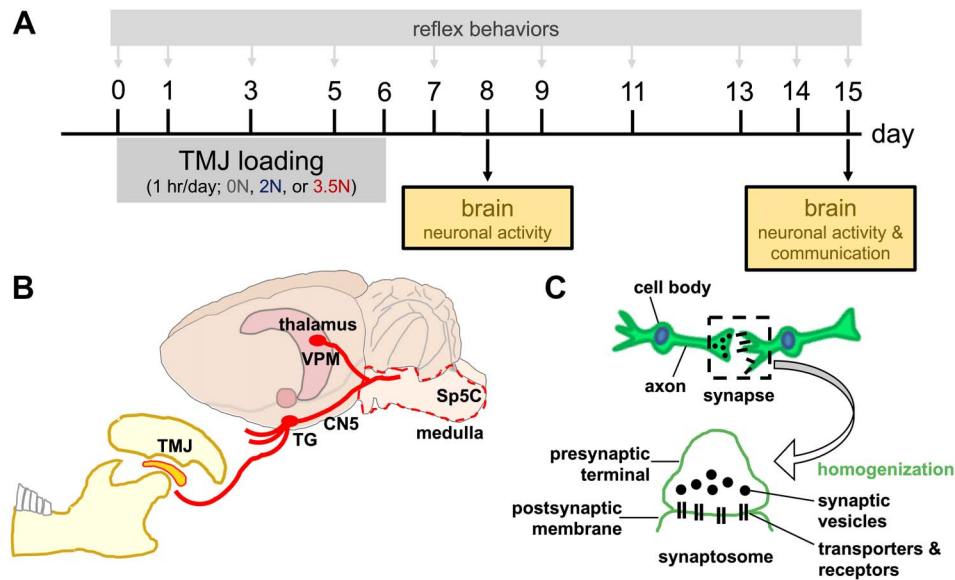 A
reflex behaviors
0 1 3 5 6 7 8 9 11 13 14 15
day
TMJ loading
(1 hr/day; 0N, 2N, or 3.5N)
brain
neuronal activity
brain
neuronal activity &
communication
B
thalamus
VPM
Sp5C
CN5
TG
medulla
TMJ
C
cell body
axon
synapse
homogenization
presynaptic
terminal
postsynaptic
membrane
synaptic
vesicles
synaptosome
transporters &
receptors